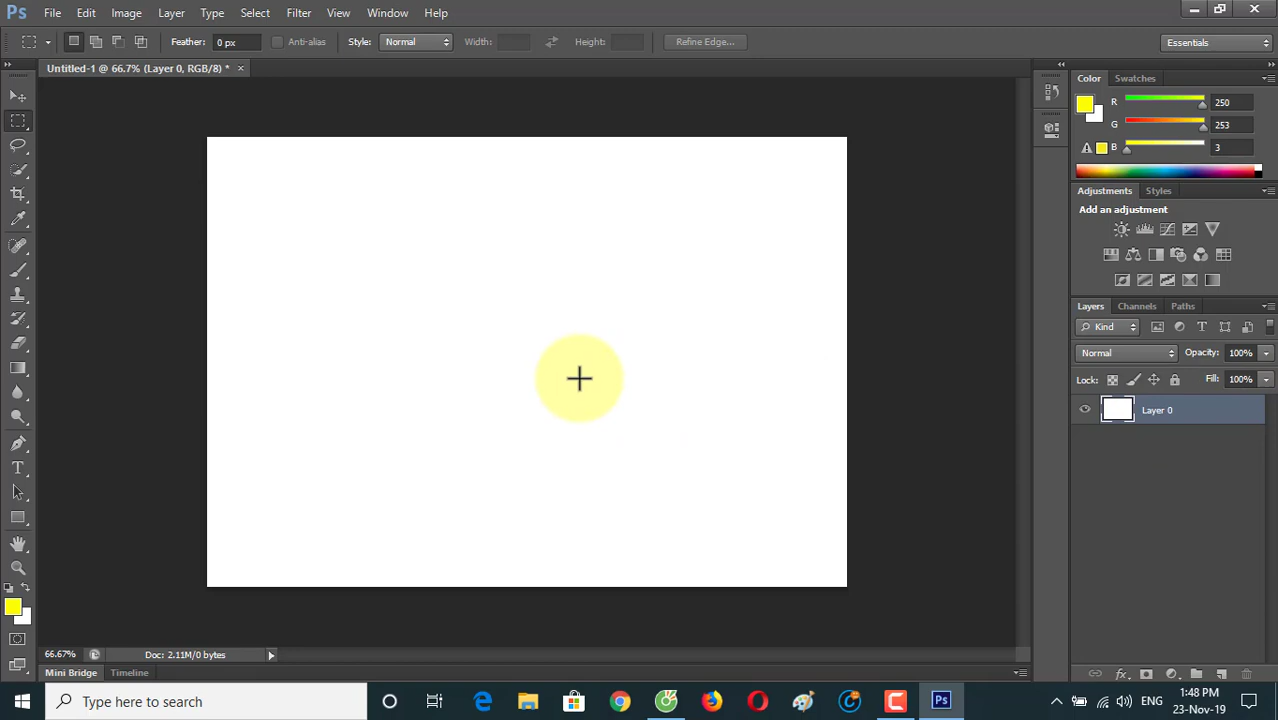 Ps File Edit Image Layer Type Select Filter View Window Help
Feather: 0 px Anti-alias Style: Normal Width: Height: Refine Edge... Essentials
Untitled-1 @ 66.7% (Layer 0, RGB/8) * ×
Color Swatches
R 250
G 253
B 3
Adjustments Styles
Add an adjustment
Layers Channels Paths
Kind
Normal Opacity: 100%
Lock: Fill: 100%
Layer 0
66.67% Doc: 2.11M/0 bytes
Mini Bridge Timeline
Type here to search
Ps
ENG
1:48 PM
23-Nov-19